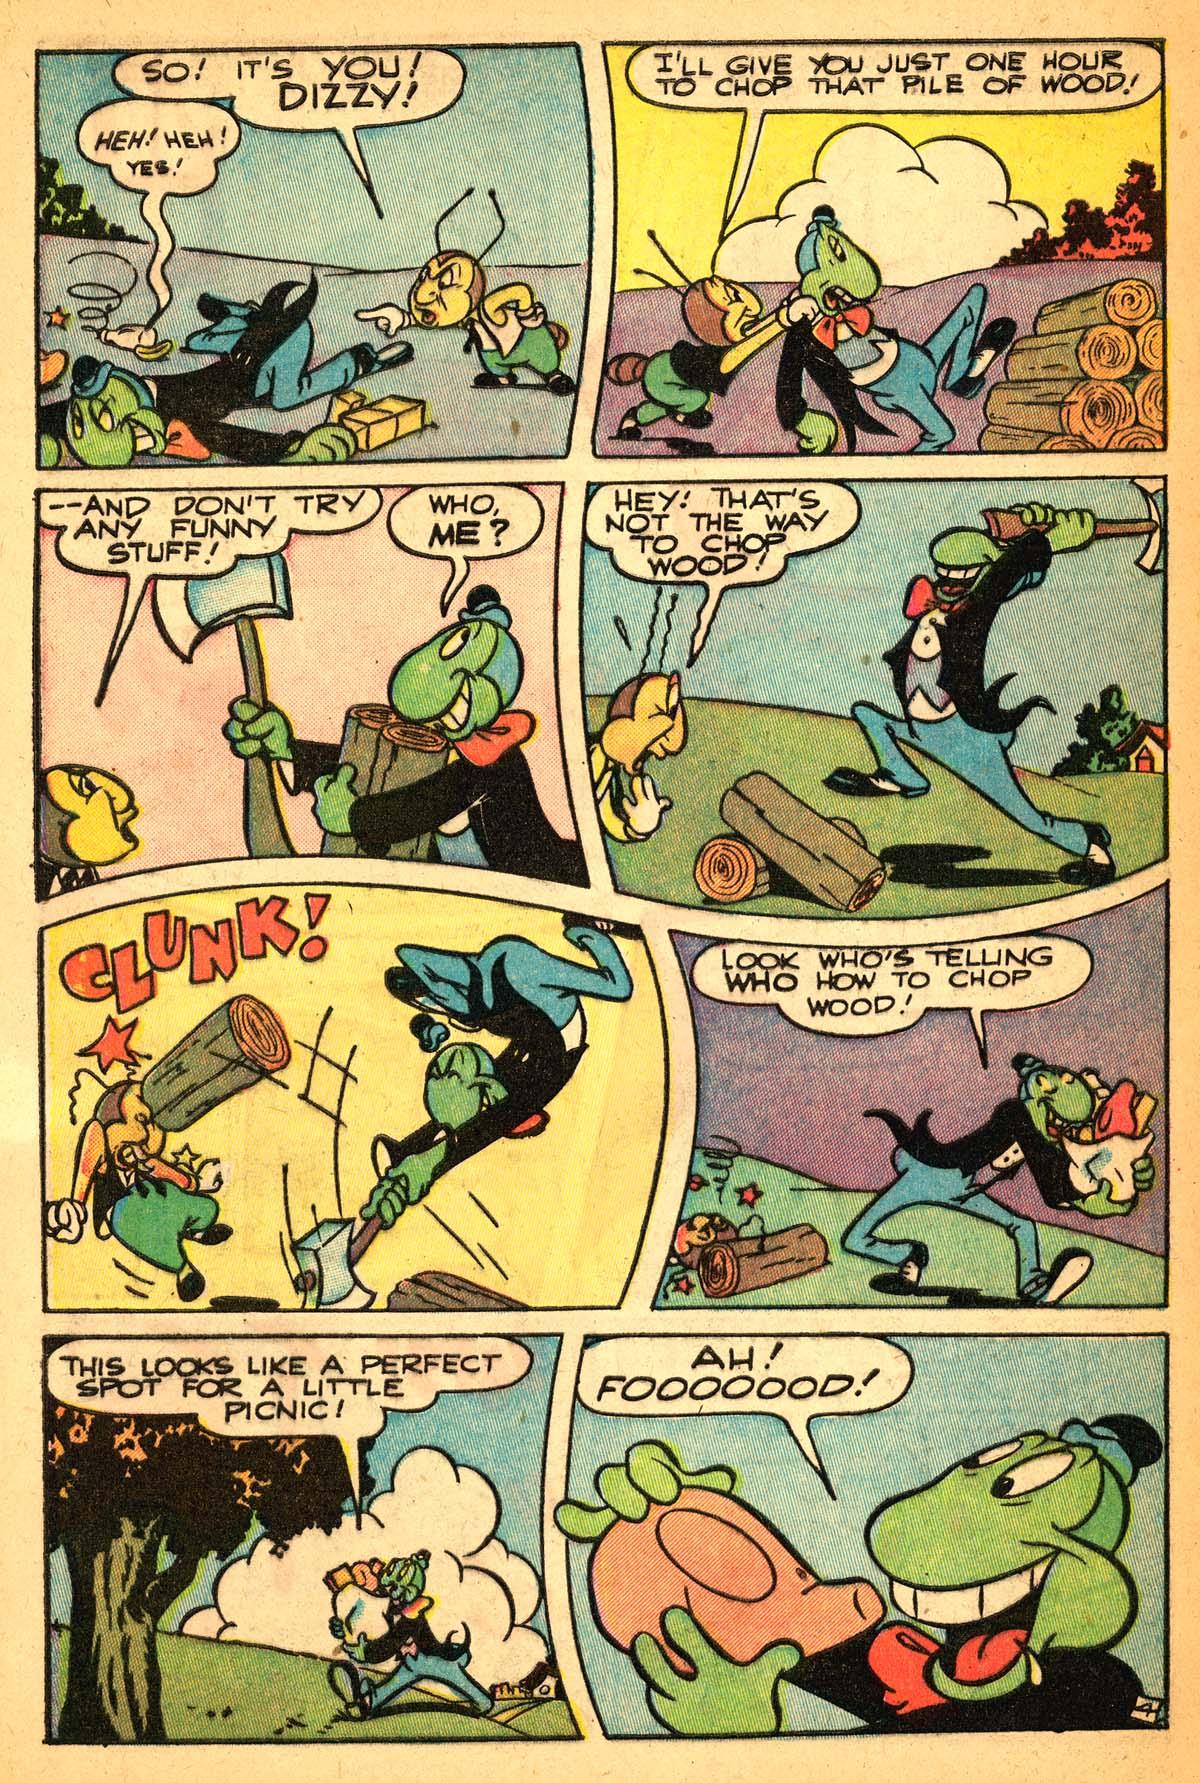 SO! IT'S YOU!
DIZZY!
HEH! HEH!
YES!
I'LL GIVE YOU JUST ONE HOUR
TO CHOP THAT PILE OF WOOD!
--AND DON'T TRY
ANY FUNNY
STUFF!
WHO,
ME?
HEY! THAT'S
NOT THE WAY
TO CHOP
WOOD!
CLUNK!
LOOK WHO'S TELLING
WHO HOW TO CHOP
WOOD!
THIS LOOKS LIKE A PERFECT
SPOT FOR A LITTLE
PICNIC!
AH!
FOOOOOOD!
4